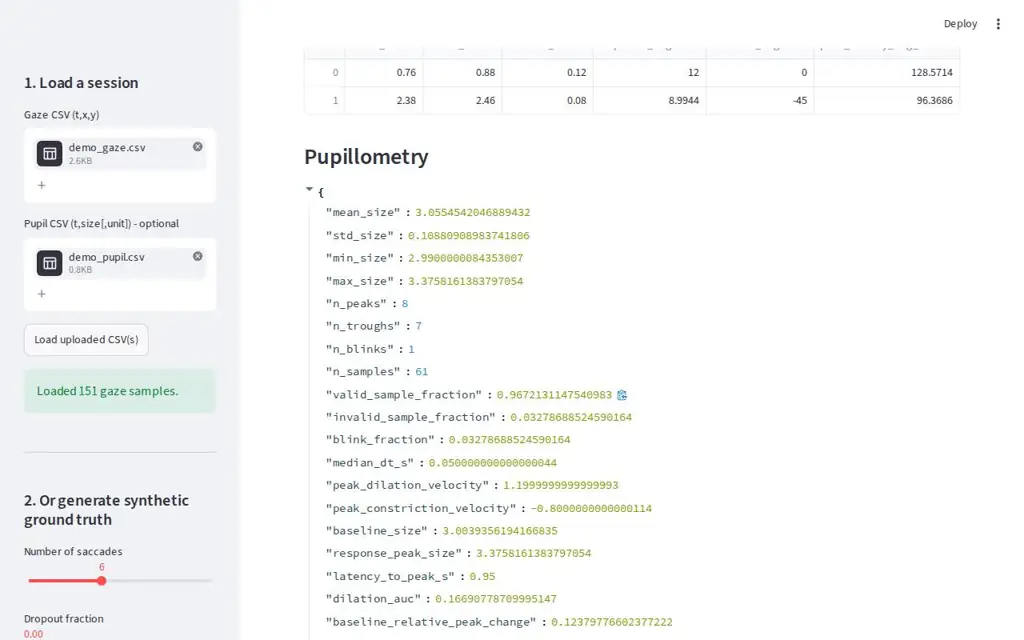 Deploy
1. Load a session
Gaze CSV (t,x,y)
demo_gaze.csv
2.6KB
+
Pupil CSV (t,size[,unit]) - optional
demo_pupil.csv
0.8KB
+
Load uploaded CSV(s)
Loaded 151 gaze samples.
2. Or generate synthetic
ground truth
Number of saccades
6
Dropout fraction
0.00
0 0.76 0.88 0.12 12 0 128.5714
1 2.38 2.46 0.08 8.9944 -45 96.3686
Pupillometry
{
"mean_size" : 3.0554542046889432
"std_size" : 0.10880908983741806
"min_size" : 2.9900000084353007
"max_size" : 3.3758161383797054
"n_peaks" : 8
"n_troughs" : 7
"n_blinks" : 1
"n_samples" : 61
"valid_sample_fraction" : 0.9672131147540983
"invalid_sample_fraction" : 0.03278688524590164
"blink_fraction" : 0.03278688524590164
"median_dt_s" : 0.050000000000000044
"peak_dilation_velocity" : 1.1999999999999993
"peak_constriction_velocity" : -0.8000000000000114
"baseline_size" : 3.0039356194166835
"response_peak_size" : 3.3758161383797054
"latency_to_peak_s" : 0.95
"dilation_auc" : 0.16690778709995147
"baseline_relative_peak_change" : 0.12379776602377222